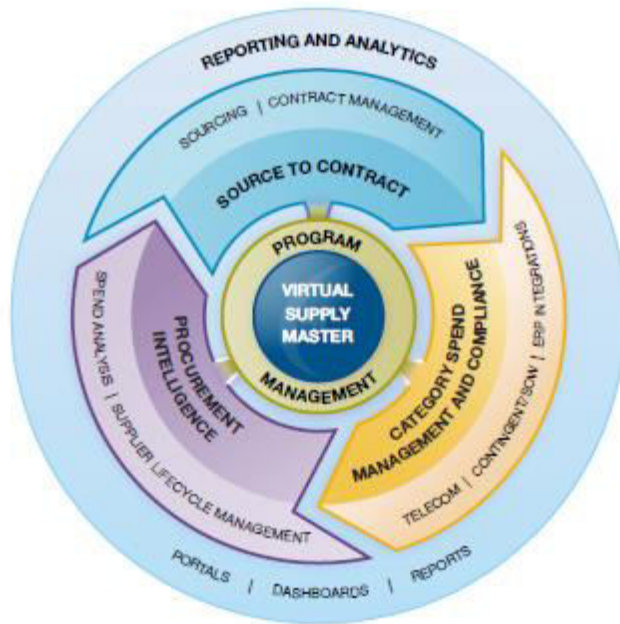 REPORTING AND ANALYTICS
SOURCING | CONTRACT MANAGEMENT
SOURCE TO CONTRACT
PROGRAM
VIRTUAL
SUPPLY
MASTER
MANAGEMENT
CATEGORY SPEND
MANAGEMENT AND COMPLIANCE
TELECOM | CONTINGENT/SOW | ERP INTEGRATIONS
PROCUREMENT
INTELLIGENCE
SPEND ANALYSIS | SUPPLIER LIFECYCLE MANAGEMENT
PORTALS | DASHBOARDS | REPORTS